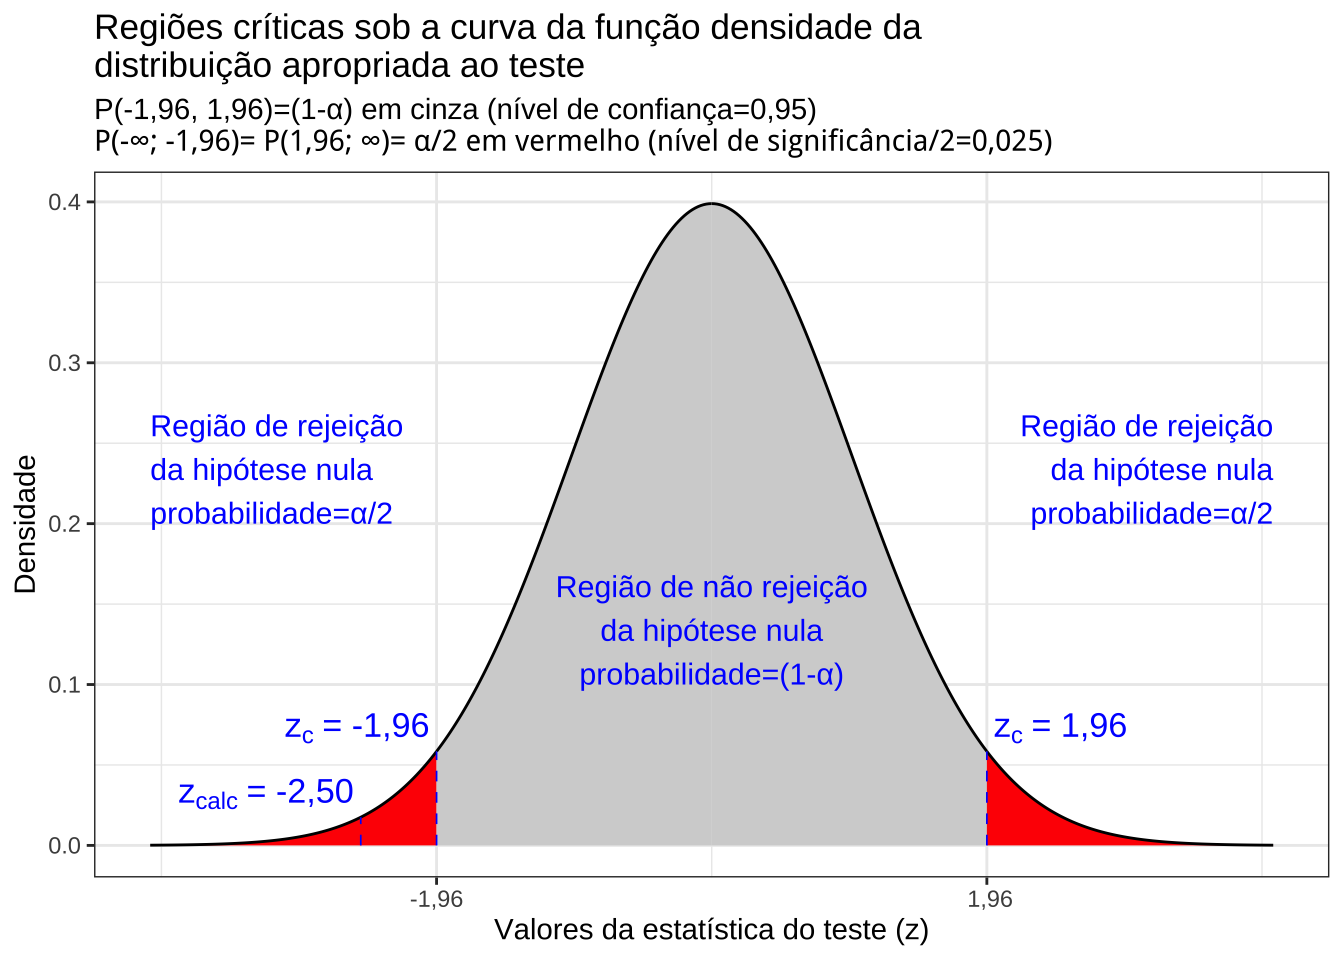 Regiões críticas sob a curva da função densidade da
distribuição apropriada ao teste
P(-1,96, 1,96)=(1-α) em cinza (nível de confiança=0,95)
P(-∞; -1,96)= P(1,96; ∞)= α/2 em vermelho (nível de significância/2=0,025)
0.4
0.3
0.2
0.1
0.0
Densidade
Região de rejeição
da hipótese nula
probabilidade=α/2
Região de rejeição
da hipótese nula
probabilidade=α/2
Região de não rejeição
da hipótese nula
probabilidade=(1-α)
zc = -1,96
zc = 1,96
zcalc = -2,50
-1,96
1,96
Valores da estatística do teste (z)